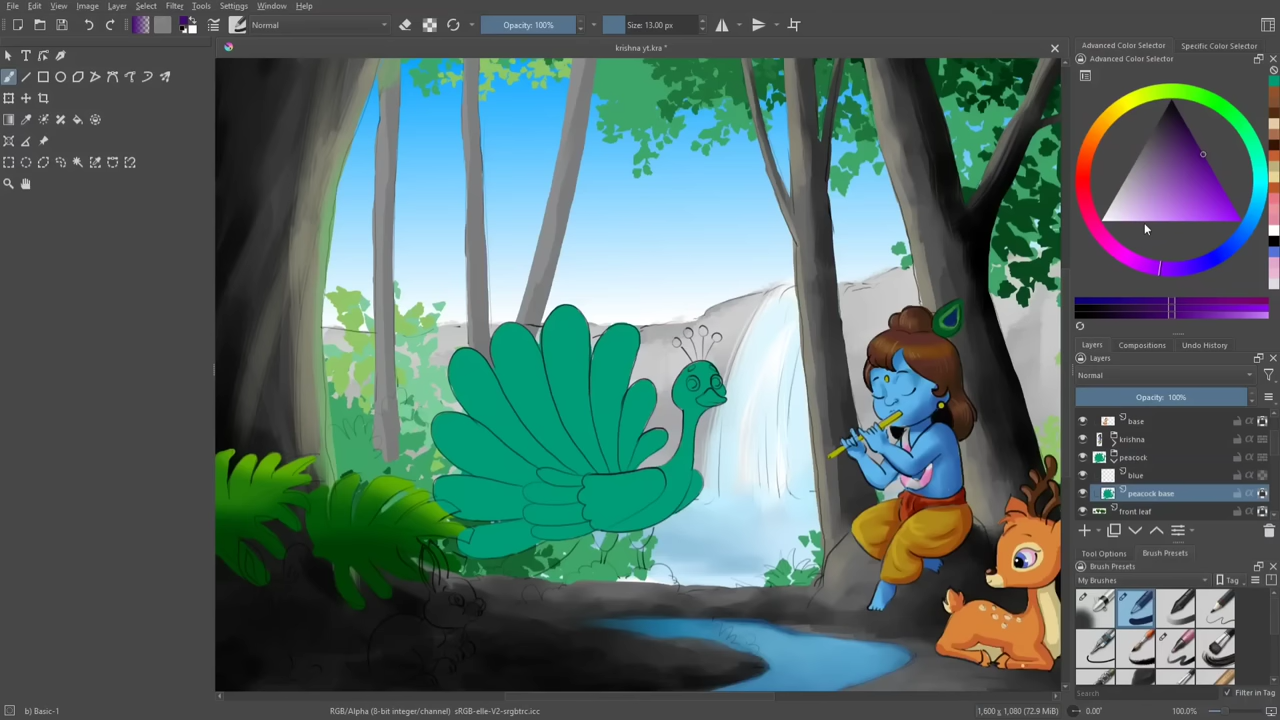 File Edit View Image Layer Select Filter Tools Settings Window Help
Normal Opacity: 100% Size: 13.00 px
krishna yt.kra *
Advanced Color Selector Specific Color Selector
Advanced Color Selector
Layers Compositions Undo History
Layers
Normal
Opacity: 100%
base
krishna
peacock
blue
peacock base
front leaf
Tool Options Brush Presets
Brush Presets
My Brushes Tag
Search Filter in Tag
b) Basic-1 RGB/Alpha (8-bit integer/channel) sRGB-elle-V2-srgbtrc.icc 1,600 x 1,080 (72.9 MiB) 0.00° 100.0%